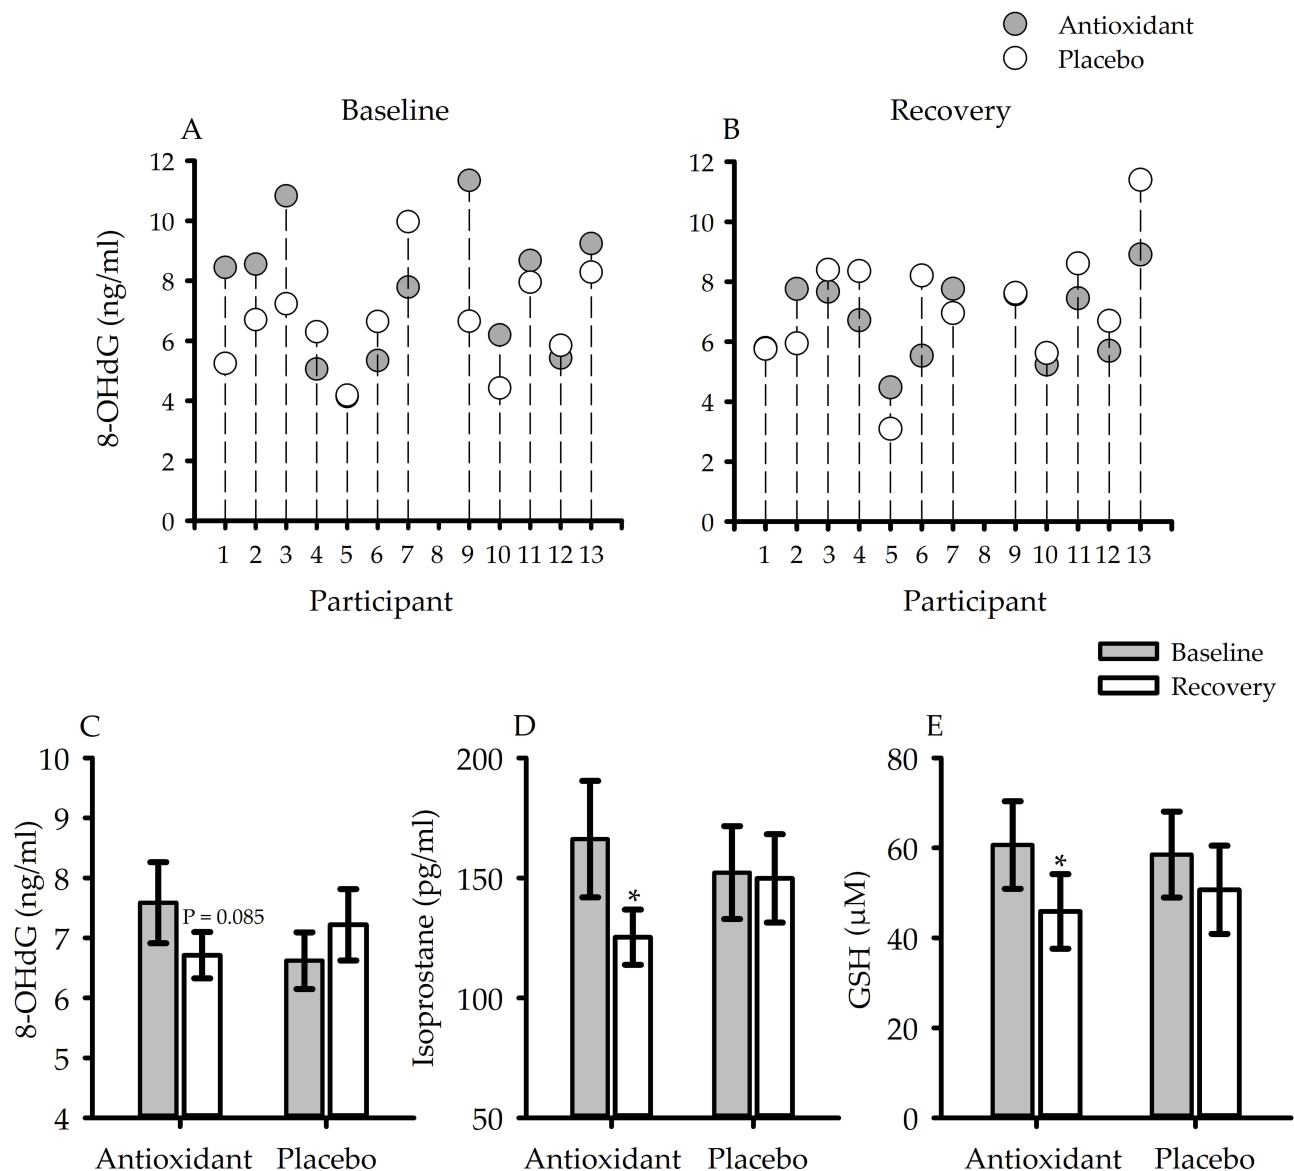 Antioxidant
Placebo
Baseline
Recovery
A
B
8-OHdG (ng/ml)
12
10
8
6
4
2
0
1 2 3 4 5 6 7 8 9 10 11 12 13
Participant
12
10
8
6
4
2
0
1 2 3 4 5 6 7 8 9 10 11 12 13
Participant
Baseline
Recovery
C
8-OHdG (ng/ml)
10
9
8
7
6
5
4
P = 0.085
Antioxidant Placebo
D
Isoprostane (pg/ml)
200
150
100
50
*
Antioxidant Placebo
E
GSH (µM)
80
60
40
20
0
*
Antioxidant Placebo